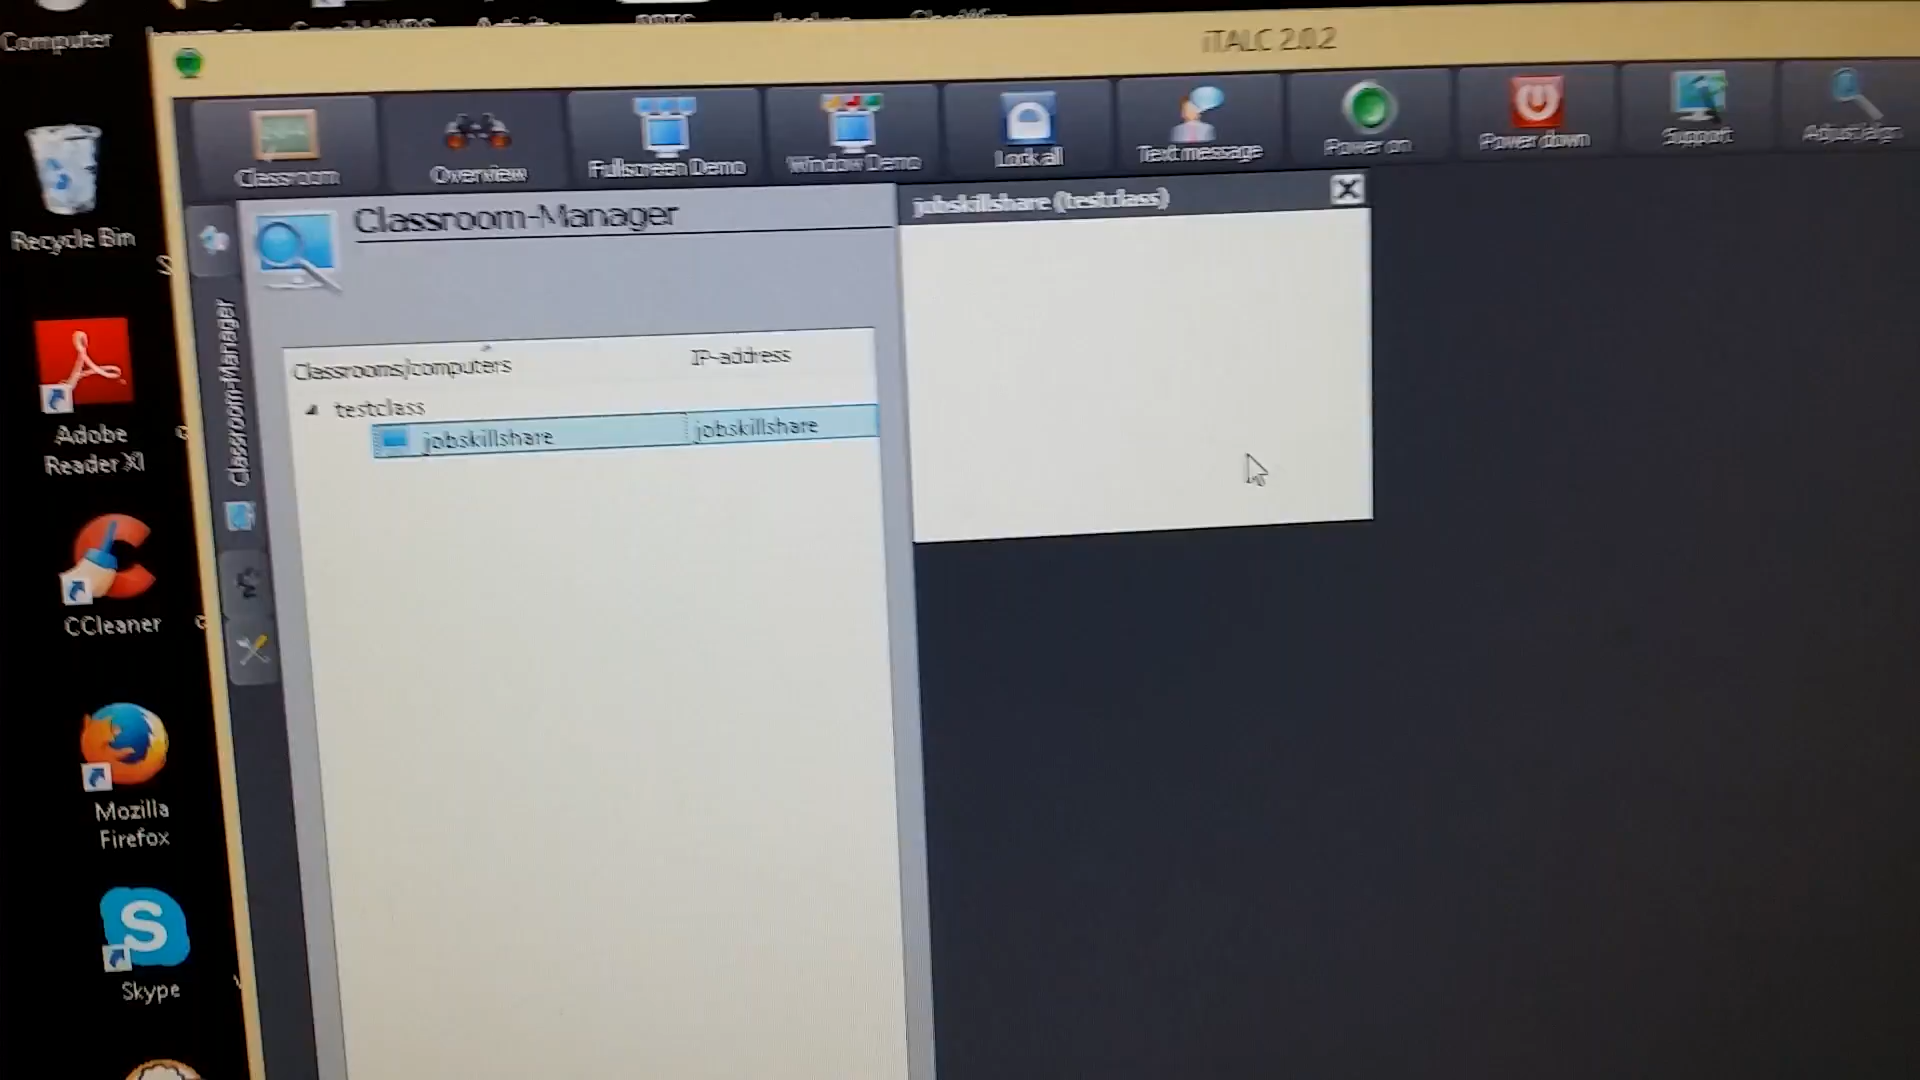 Computer
iTALC 2.0.2
Classroom
Overview
Fullscreen Demo
Window Demo
Lock all
Text message
Power on
Power down
Support
Adjust/align
Recycle Bin
Classroom-Manager
jobskillshare (testclass)
Classroom-Manager
Classrooms/computers
IP-address
testclass
jobskillshare
jobskillshare
Adobe
Reader XI
CCleaner
Mozilla
Firefox
Skype